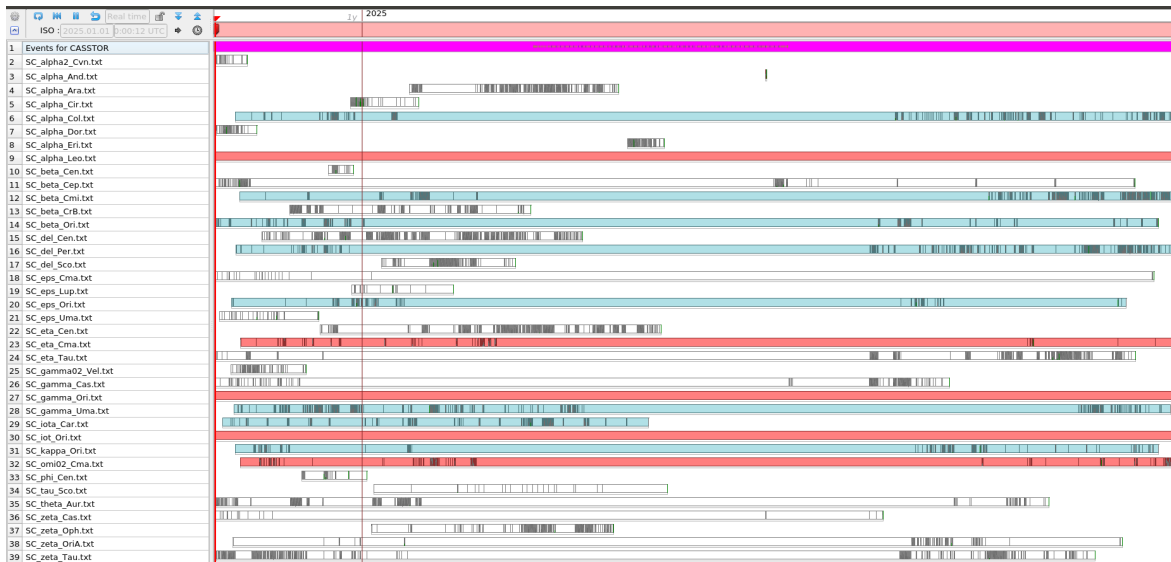 Real time
1y 2025
ISO : 2025.01.01 0:00:12 UTC
1 Events for CASSTOR
2 SC_alpha2_Cvn.txt
3 SC_alpha_And.txt
4 SC_alpha_Ara.txt
5 SC_alpha_Cir.txt
6 SC_alpha_Col.txt
7 SC_alpha_Dor.txt
8 SC_alpha_Eri.txt
9 SC_alpha_Leo.txt
10 SC_beta_Cen.txt
11 SC_beta_Cep.txt
12 SC_beta_Cmi.txt
13 SC_beta_CrB.txt
14 SC_beta_Ori.txt
15 SC_del_Cen.txt
16 SC_del_Per.txt
17 SC_del_Sco.txt
18 SC_eps_Cma.txt
19 SC_eps_Lup.txt
20 SC_eps_Ori.txt
21 SC_eps_Uma.txt
22 SC_eta_Cen.txt
23 SC_eta_Cma.txt
24 SC_eta_Tau.txt
25 SC_gamma02_Vel.txt
26 SC_gamma_Cas.txt
27 SC_gamma_Ori.txt
28 SC_gamma_Uma.txt
29 SC_iota_Car.txt
30 SC_iot_Ori.txt
31 SC_kappa_Ori.txt
32 SC_omi02_Cma.txt
33 SC_phi_Cen.txt
34 SC_tau_Sco.txt
35 SC_theta_Aur.txt
36 SC_zeta_Cas.txt
37 SC_zeta_Oph.txt
38 SC_zeta_OriA.txt
39 SC_zeta_Tau.txt